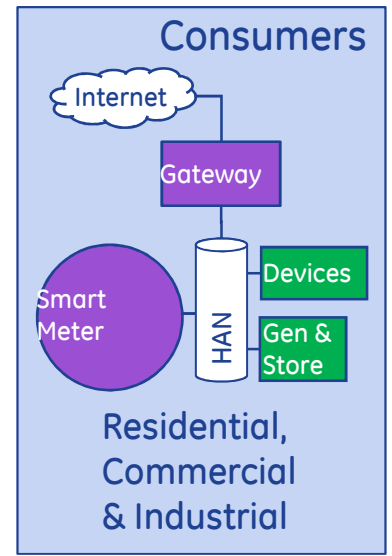 Consumers
Internet
Gateway
Smart
Meter
HAN
Devices
Gen &
Store
Residential,
Commercial
& Industrial